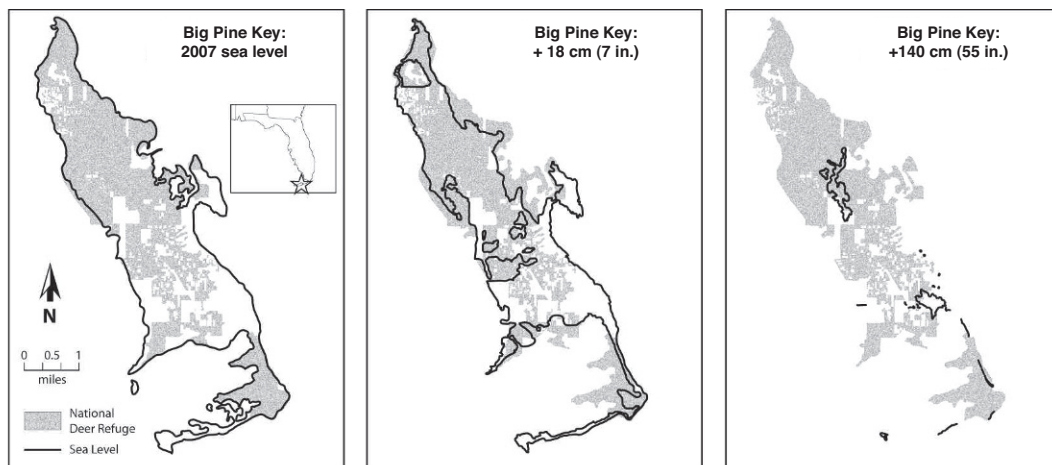 Big Pine Key:
2007 sea level
N
0 0.5 1
miles
National
Deer Refuge
Sea Level
Big Pine Key:
+ 18 cm (7 in.)
Big Pine Key:
+140 cm (55 in.)